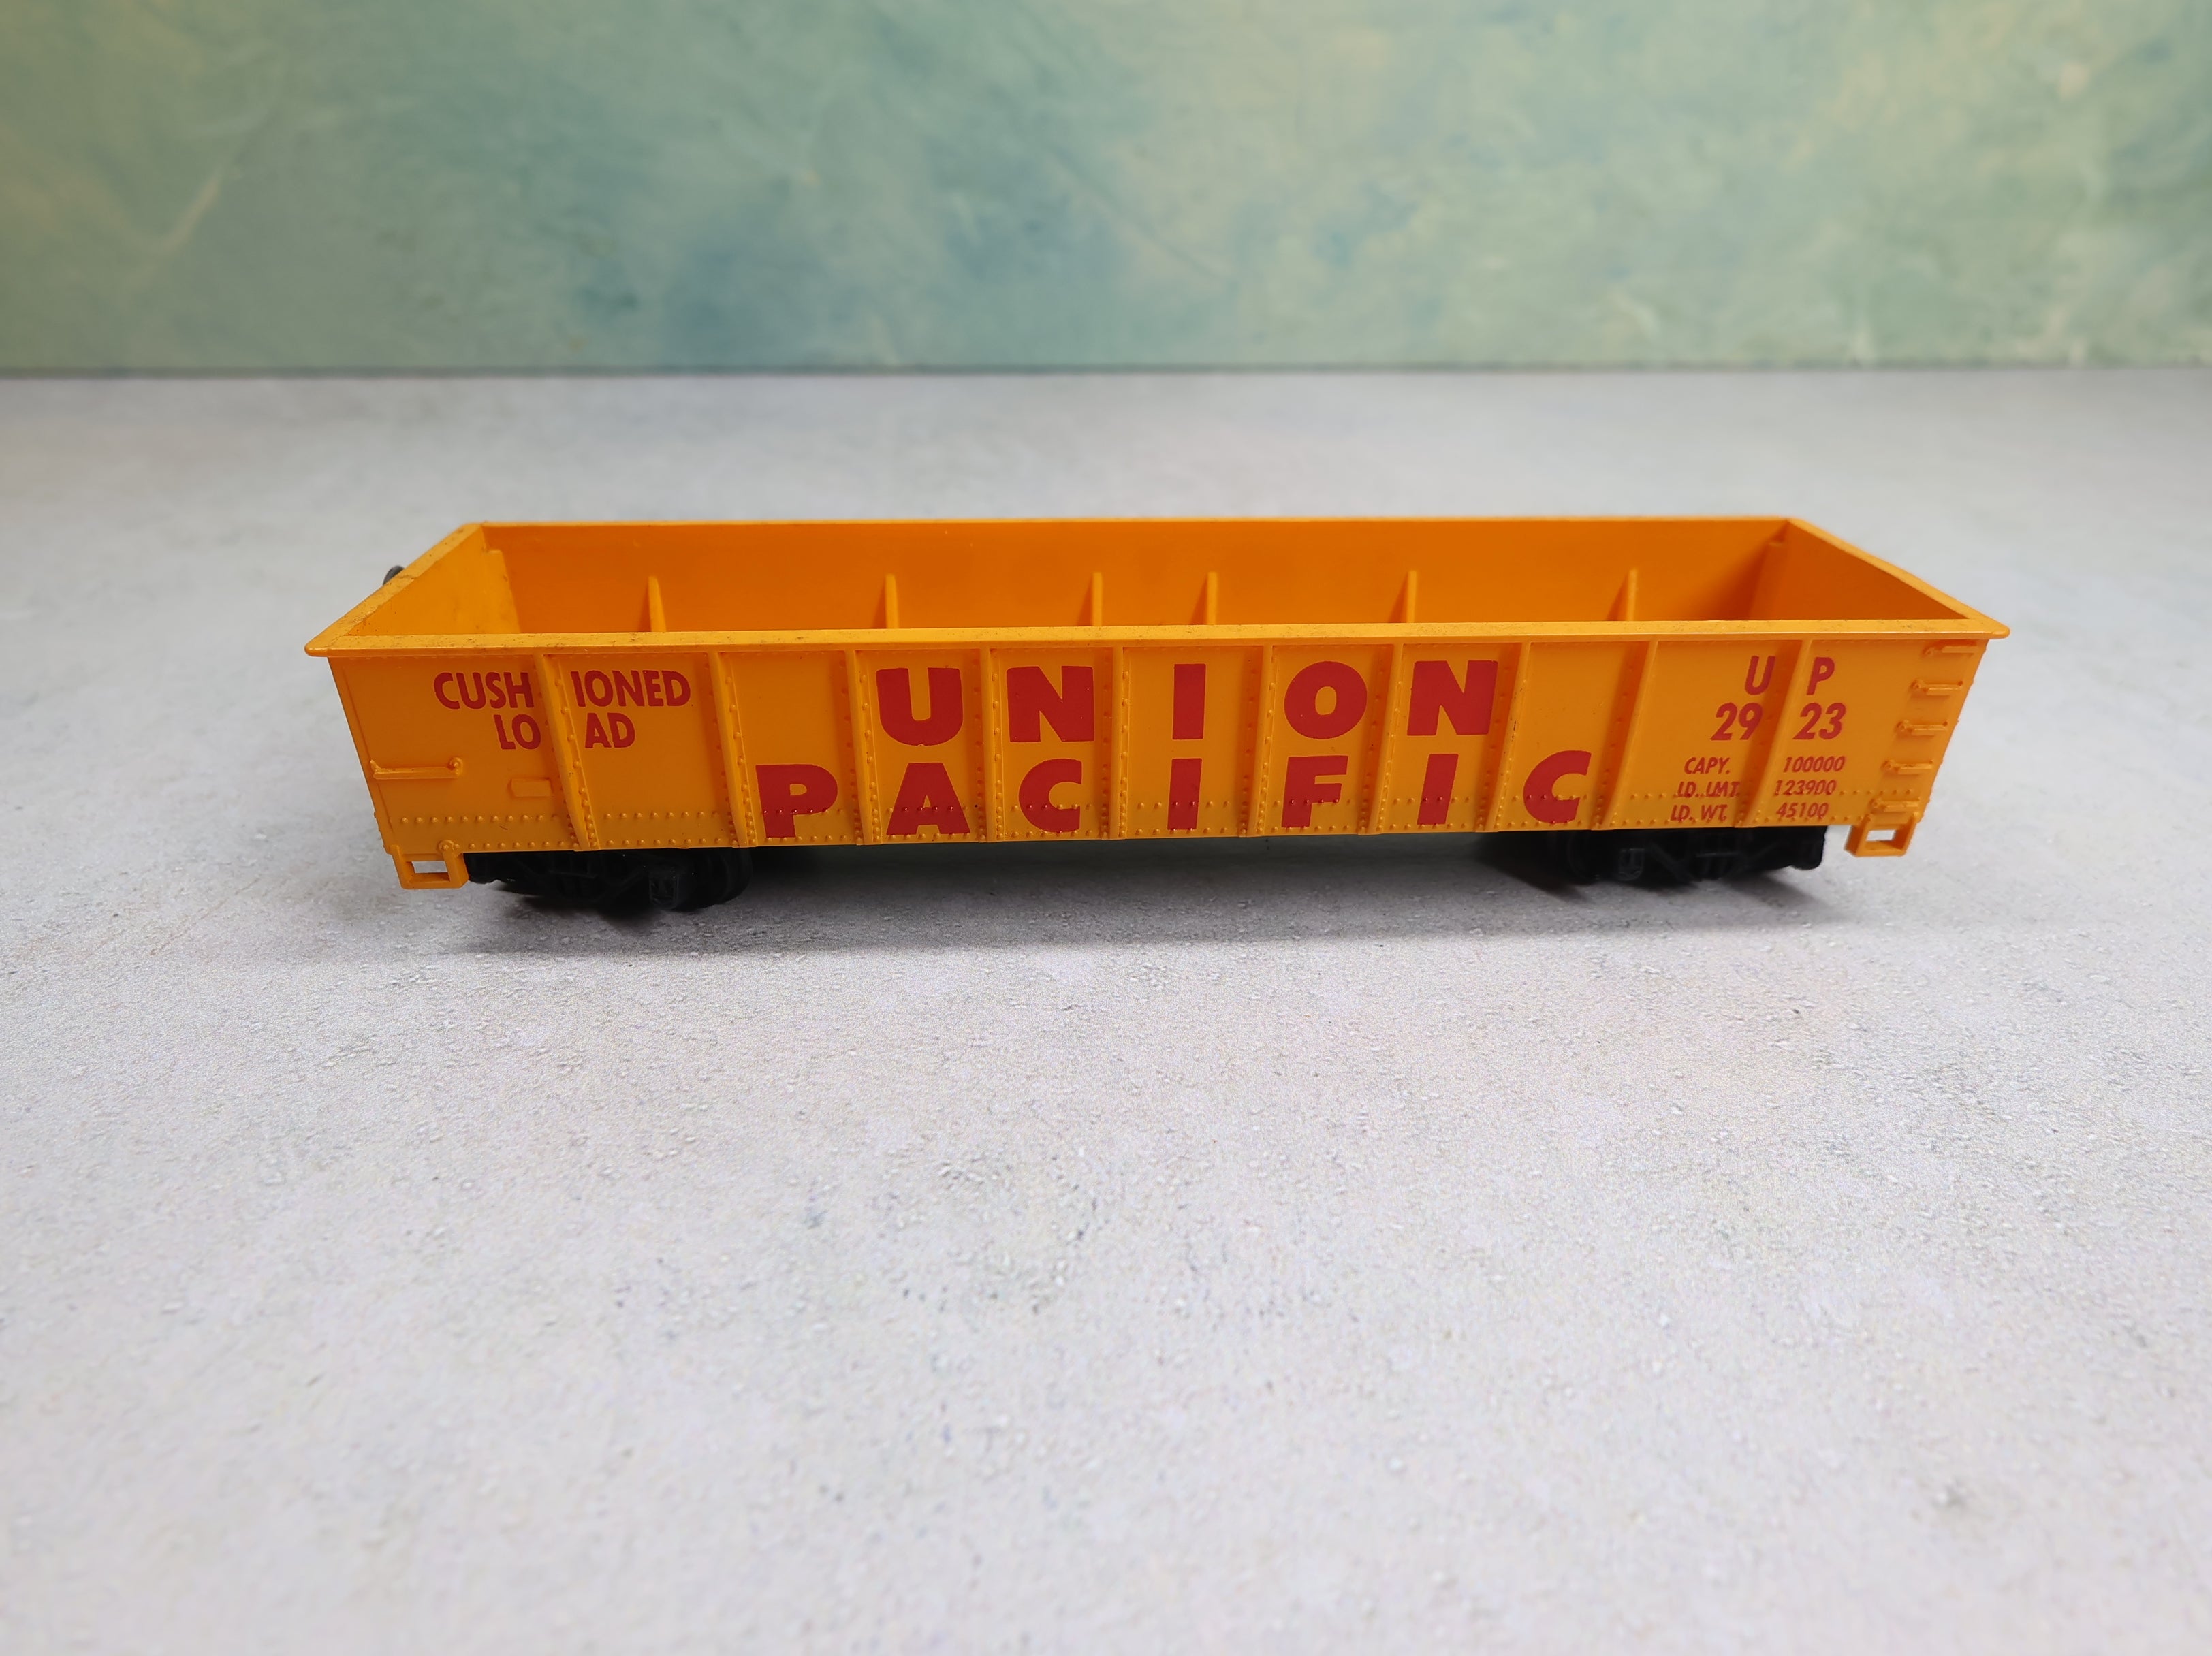 CUSHIONED
LOAD
UNION
PACIFIC
UP
2923
CAPY. 100000
LD. LMT. 123900
LD. WT. 45100